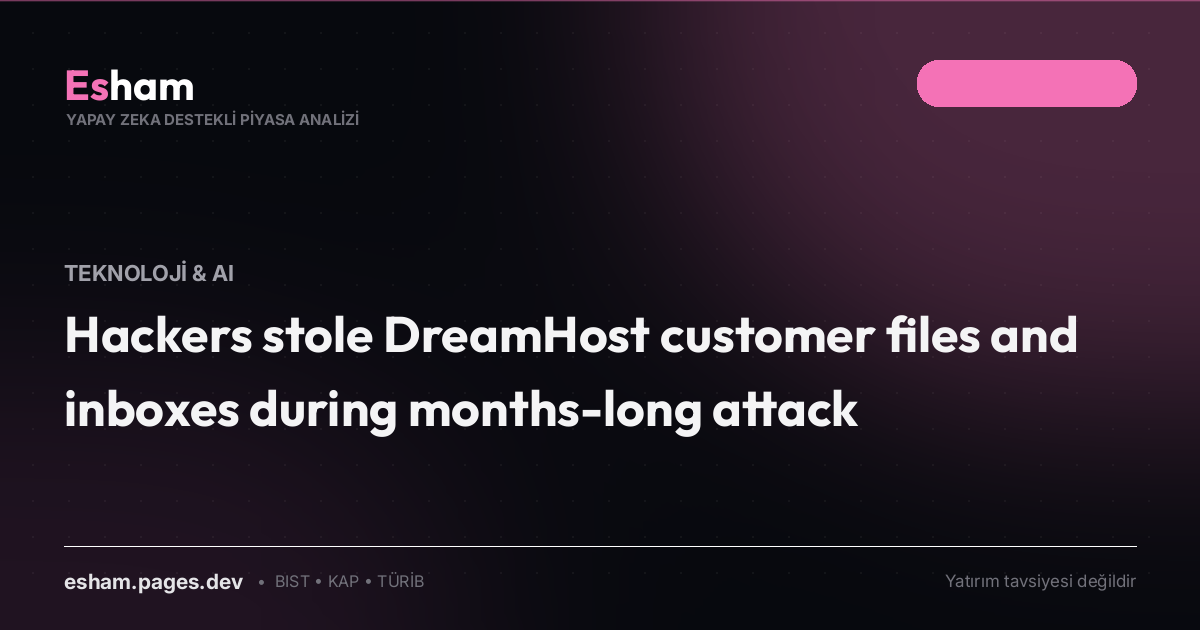 Esham
YAPAY ZEKA DESTEKLİ PİYASA ANALİZİ
TEKNOLOJİ & AI
Hackers stole DreamHost customer files and
inboxes during months-long attack
esham.pages.dev • BIST • KAP • TÜRİB
Yatırım tavsiyesi değildir